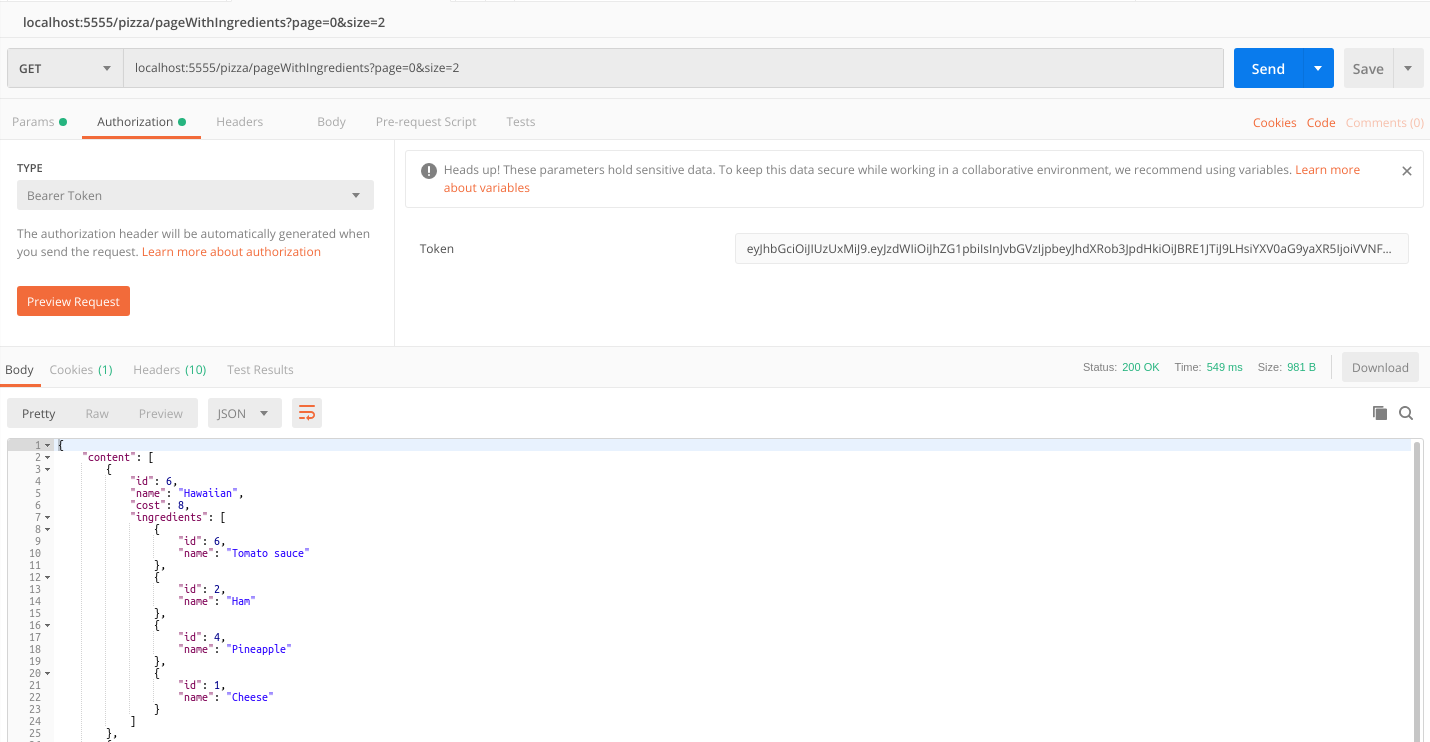 localhost:5555/pizza/pageWithIngredients?page=0&size=2
GET localhost:5555/pizza/pageWithIngredients?page=0&size=2 Send Save
Params Authorization Headers Body Pre-request Script Tests Cookies Code Comments (0)
TYPE
Bearer Token
The authorization header will be automatically generated when
you send the request. Learn more about authorization
Preview Request
Heads up! These parameters hold sensitive data. To keep this data secure while working in a collaborative environment, we recommend using variables. Learn more
about variables
Token eyJhbGciOiJIUzUxMiJ9.eyJzdWIiOiJhZG1pbiIsInJvbGVzIjpbeyJhdXRob3JpdHkiOiJBRE1JTiJ9LHsiYXV0aG9yaXR5IjoiVVNF...
Body Cookies (1) Headers (10) Test Results Status: 200 OK Time: 549 ms Size: 981 B Download
Pretty Raw Preview JSON
1 {
2 "content": [
3 {
4 "id": 6,
5 "name": "Hawaiian",
6 "cost": 8,
7 "ingredients": [
8 {
9 "id": 6,
10 "name": "Tomato sauce"
11 },
12 {
13 "id": 2,
14 "name": "Ham"
15 },
16 {
17 "id": 4,
18 "name": "Pineapple"
19 },
20 {
21 "id": 1,
22 "name": "Cheese"
23 }
24 ]
25 },